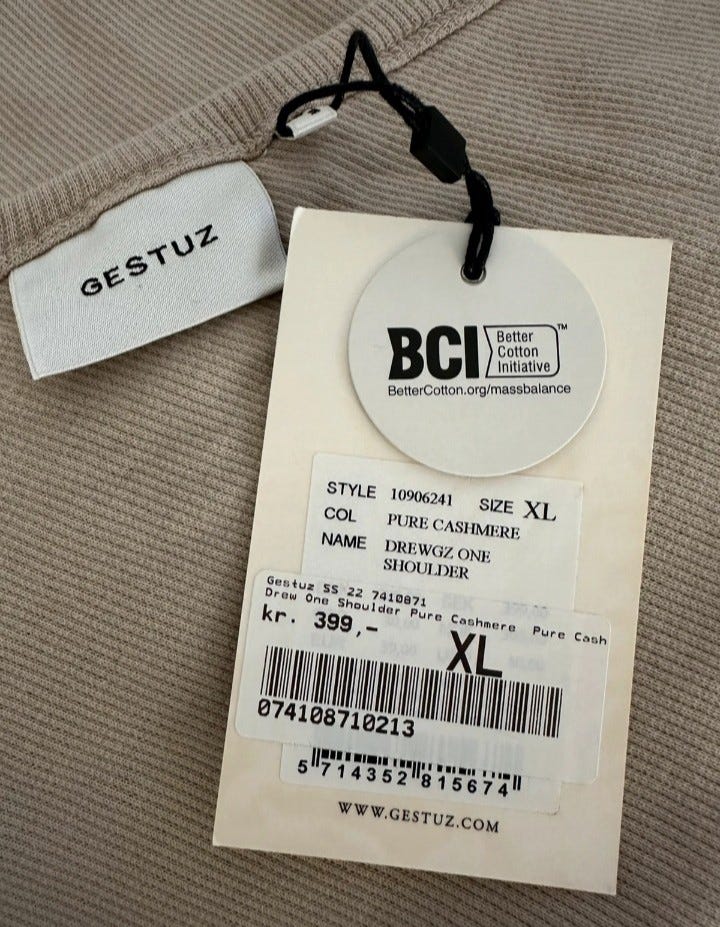 GESTUZ
BCI Better
Cotton
Initiative™
BetterCotton.org/massbalance
STYLE 10906241 SIZE XL
COL PURE CASHMERE
NAME DREWGZ ONE
SHOULDER
Gestuz SS 22 7410871
Drew One Shoulder Pure Cashmere Pure Cash
kr. 399,-
XL
074108710213
5 714352 815674
WWW.GESTUZ.COM